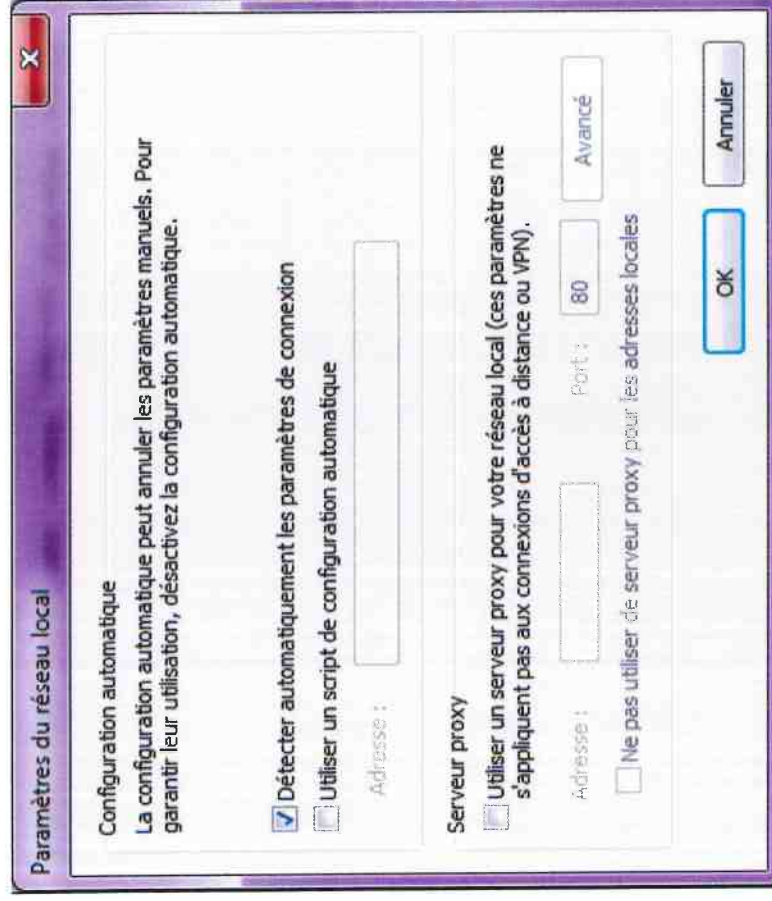 Paramètres du réseau local
Configuration automatique
La configuration automatique peut annuler les paramètres manuels. Pour
garantir leur utilisation, désactivez la configuration automatique.
Détecter automatiquement les paramètres de connexion
Utiliser un script de configuration automatique
Adresse :
Serveur proxy
Utiliser un serveur proxy pour votre réseau local (ces paramètres ne
s'appliquent pas aux connexions d'accès à distance ou VPN).
Adresse :
Port :
80
Avancé
Ne pas utiliser de serveur proxy pour les adresses locales
OK
Annuler